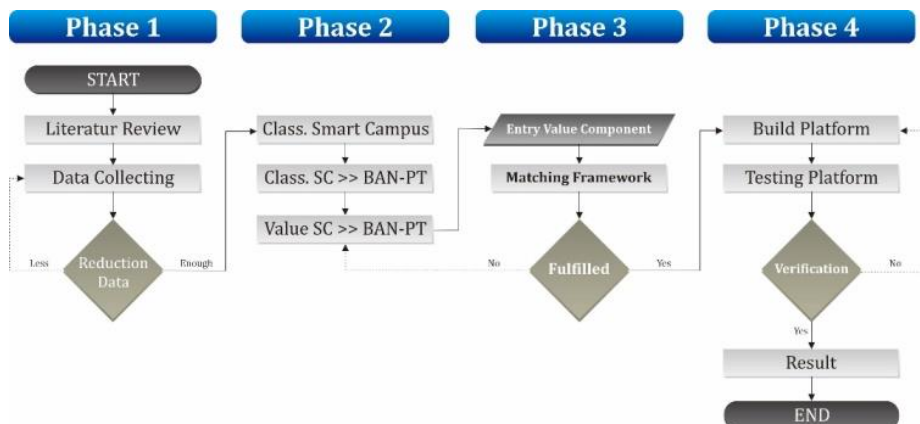 Phase 1
Phase 2
Phase 3
Phase 4
START
Literatur Review
Data Collecting
Less
Reduction
Data
Enough
Class. Smart Campus
Class. SC >> BAN-PT
Value SC >> BAN-PT
Entry Value Component
Matching Framework
No
Fulfilled
Yes
Build Platform
Testing Platform
Verification
No
Yes
Result
END